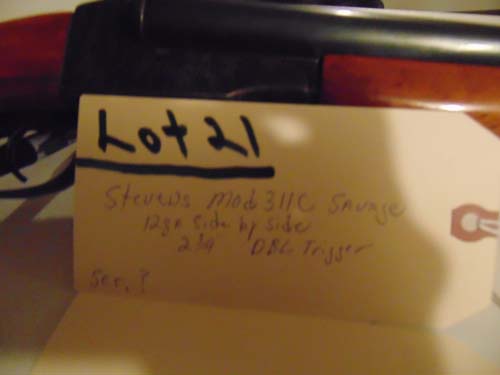 Lot 21
Stevens Mod 311C Savage
12ga Side by Side
2 3/4 DBL Trigger
Ser. ?